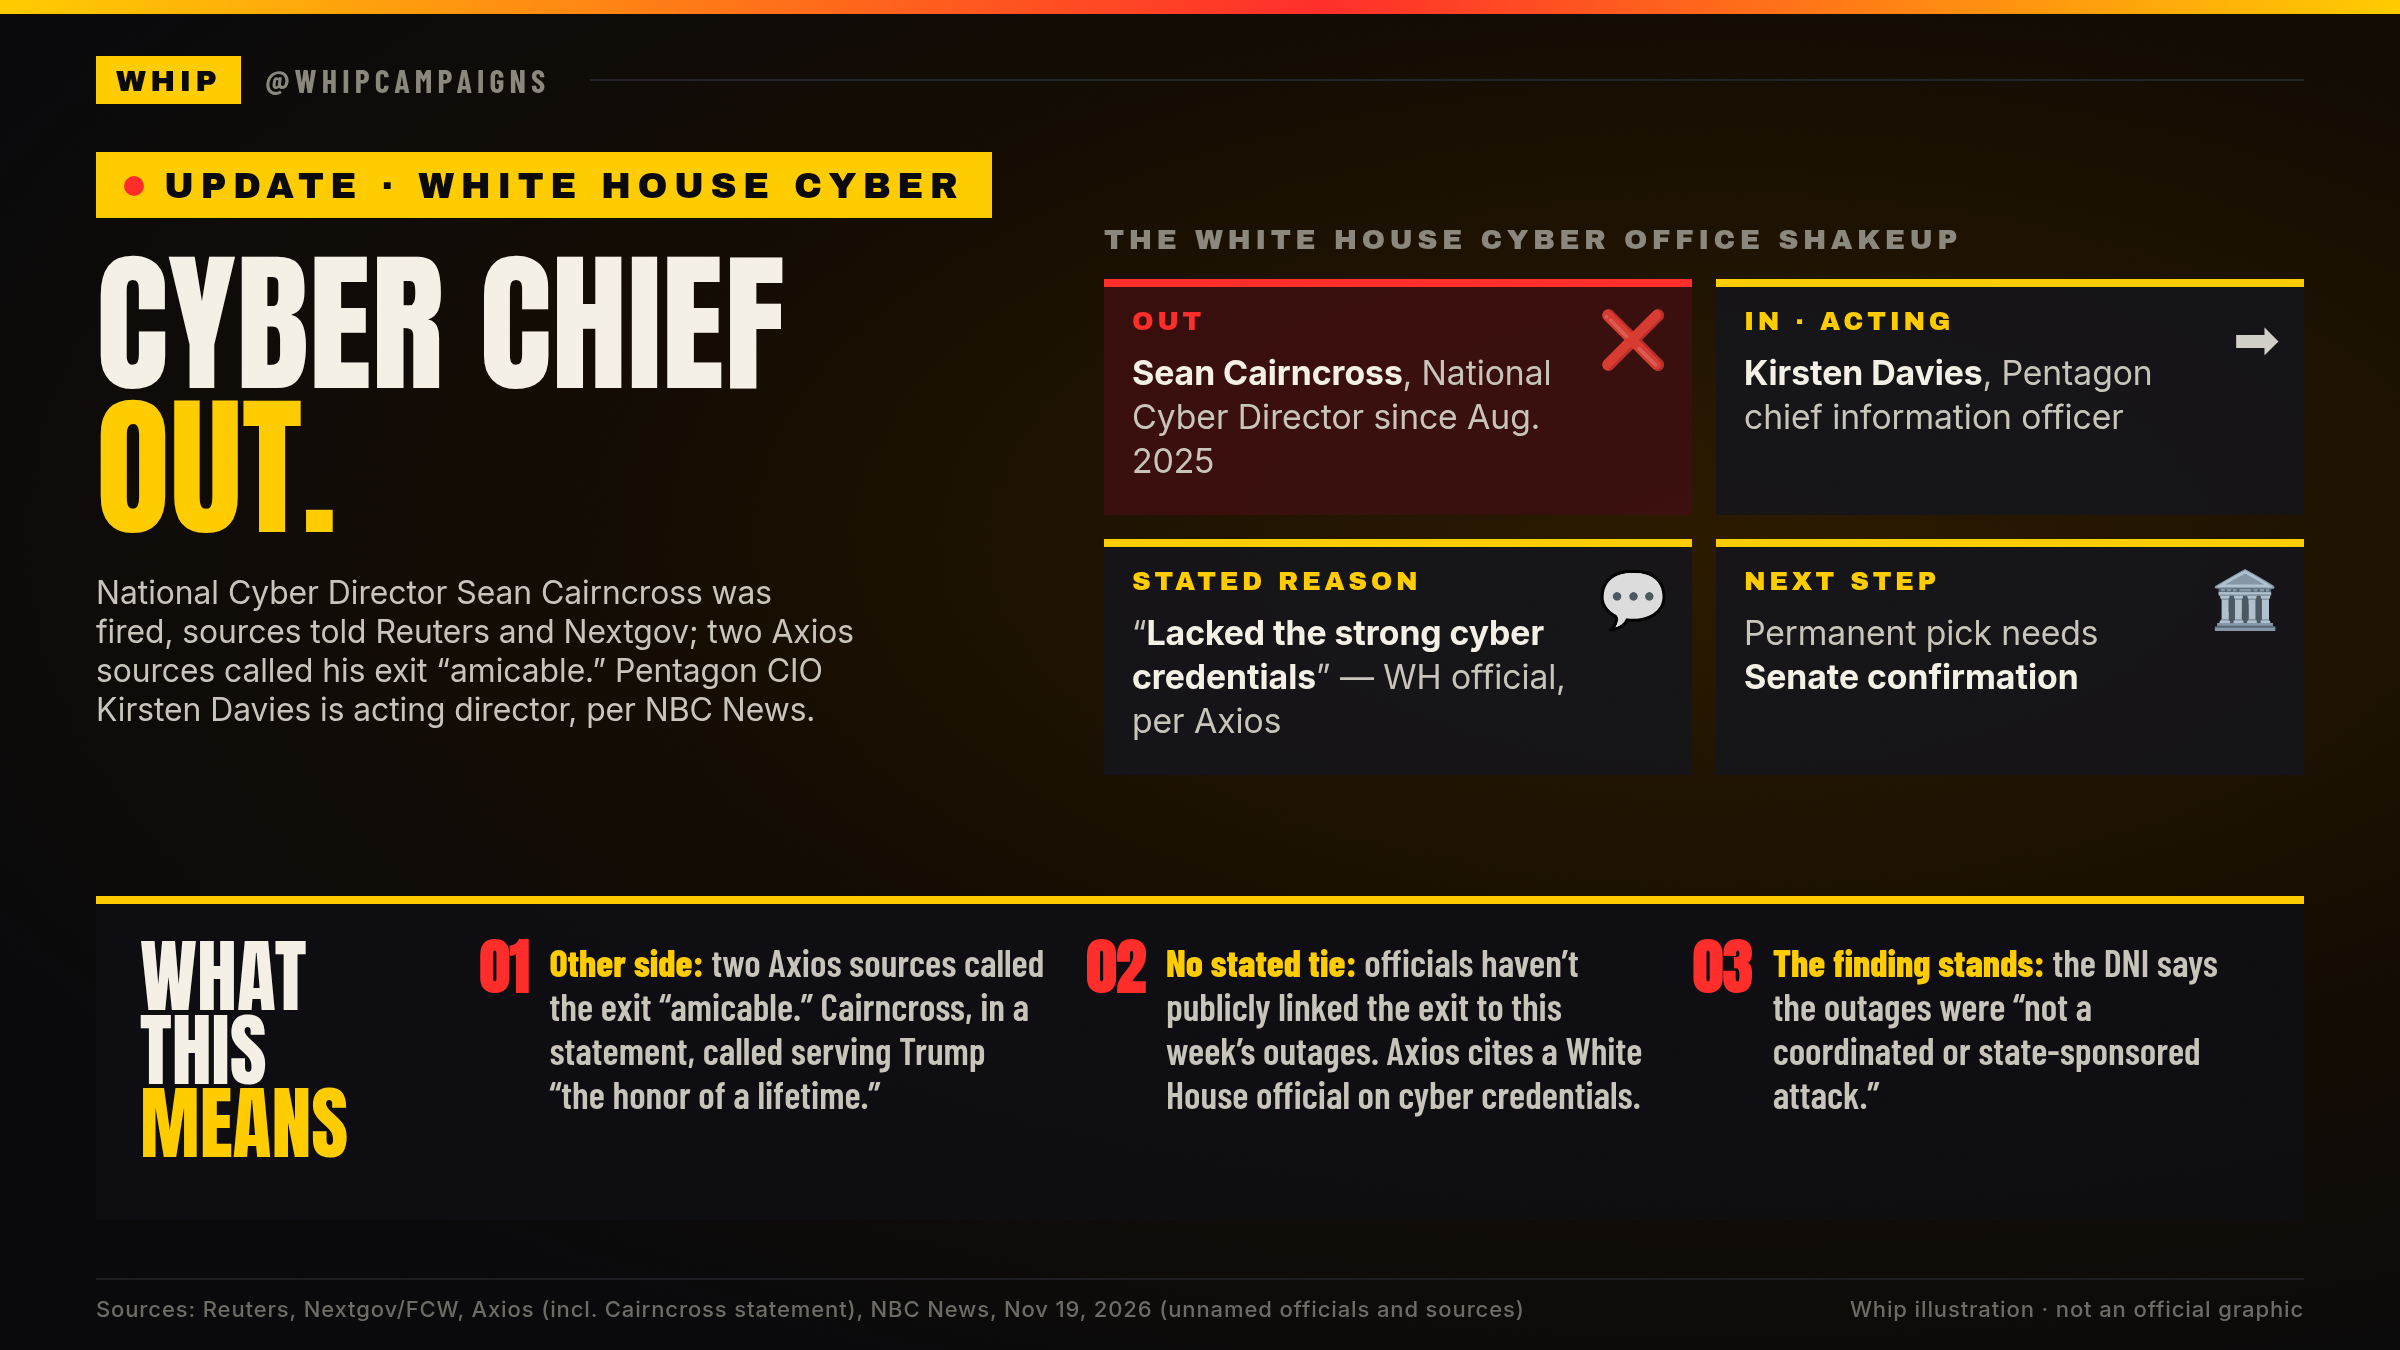 WHIP @WHIPCAMPAIGNS
UPDATE · WHITE HOUSE CYBER
CYBER CHIEF
OUT.
National Cyber Director Sean Cairncross was
fired, sources told Reuters and Nextgov; two Axios
sources called his exit “amicable.” Pentagon CIO
Kirsten Davies is acting director, per NBC News.
THE WHITE HOUSE CYBER OFFICE SHAKEUP
OUT
Sean Cairncross, National
Cyber Director since Aug.
2025
IN · ACTING
Kirsten Davies, Pentagon
chief information officer
STATED REASON
“Lacked the strong cyber
credentials” — WH official,
per Axios
NEXT STEP
Permanent pick needs
Senate confirmation
WHAT
THIS
MEANS
01
Other side: two Axios sources called
the exit “amicable.” Cairncross, in a
statement, called serving Trump
“the honor of a lifetime.”
02
No stated tie: officials haven’t
publicly linked the exit to this
week’s outages. Axios cites a White
House official on cyber credentials.
03
The finding stands: the DNI says
the outages were “not a
coordinated or state-sponsored
attack.”
Sources: Reuters, Nextgov/FCW, Axios (incl. Cairncross statement), NBC News, Nov 19, 2026 (unnamed officials and sources)
Whip illustration · not an official graphic